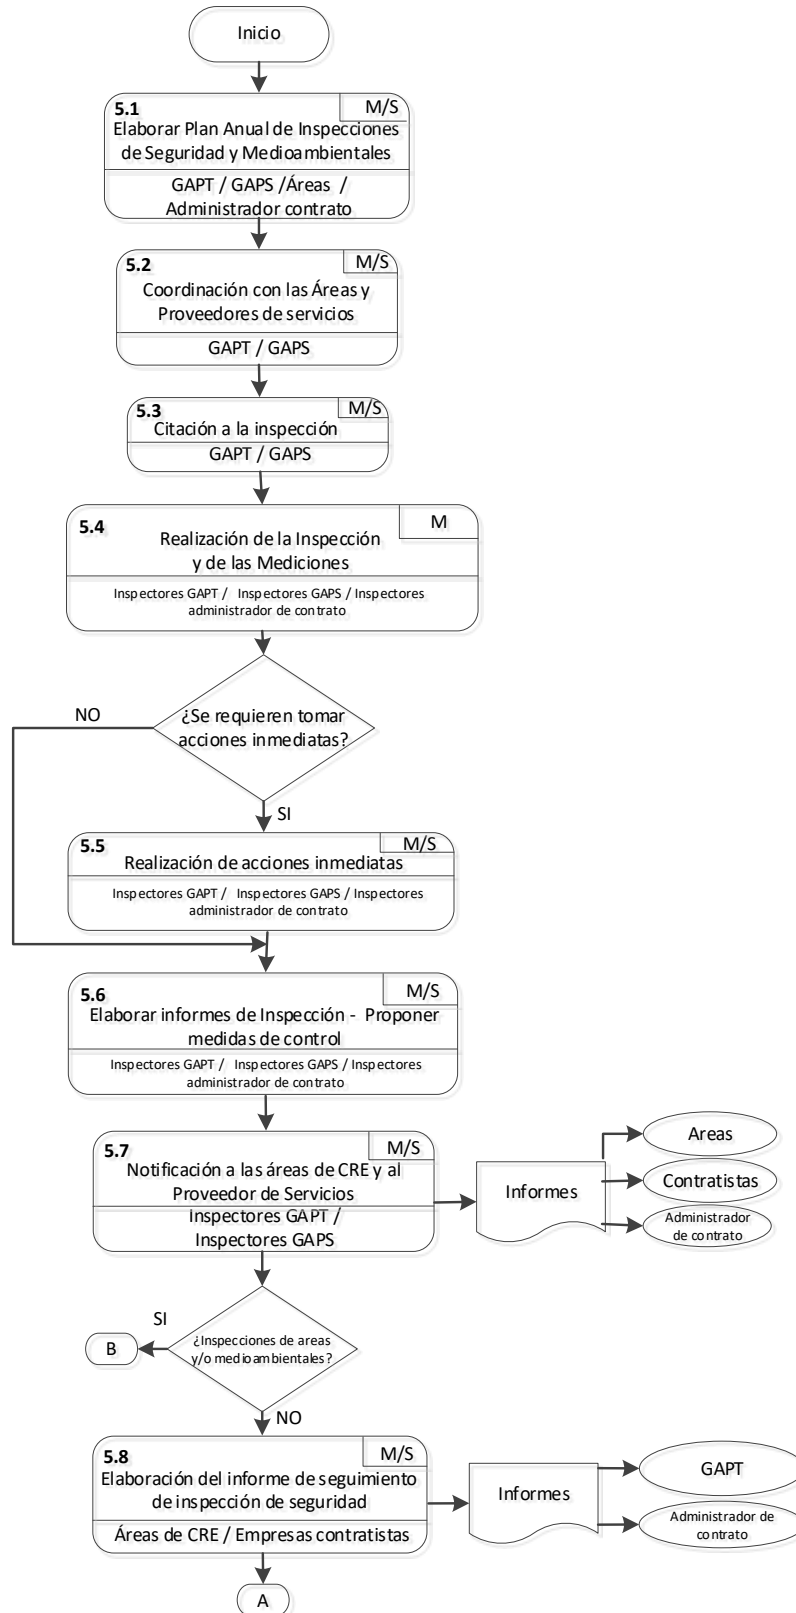 Inicio
5.1
M/S
Elaborar Plan Anual de Inspecciones
de Seguridad y Medioambientales
GAPT / GAPS /Áreas /
Administrador contrato
5.2
M/S
Coordinación con las Áreas y
Proveedores de servicios
GAPT / GAPS
5.3
M/S
Citación a la inspección
GAPT / GAPS
5.4
M
Realización de la Inspección
y de las Mediciones
Inspectores GAPT / Inspectores GAPS / Inspectores
administrador de contrato
¿Se requieren tomar
acciones inmediatas?
NO
SI
5.5
M/S
Realización de acciones inmediatas
Inspectores GAPT / Inspectores GAPS / Inspectores
administrador de contrato
5.6
M/S
Elaborar informes de Inspección - Proponer
medidas de control
Inspectores GAPT / Inspectores GAPS / Inspectores
administrador de contrato
5.7
M/S
Notificación a las áreas de CRE y al
Proveedor de Servicios
Inspectores GAPT /
Inspectores GAPS
Informes
Areas
Contratistas
Administrador
de contrato
¿Inspecciones de areas
y/o medioambientales?
SI
B
NO
5.8
M/S
Elaboración del informe de seguimiento
de inspección de seguridad
Áreas de CRE / Empresas contratistas
Informes
GAPT
Administrador de
contrato
A